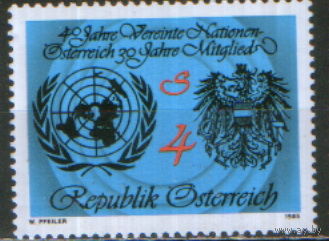 40 Jahre Vereinte Nationen-
Österreich 30 Jahre Mitglied
S
4
Republik Österreich
W. PFEILER
1985